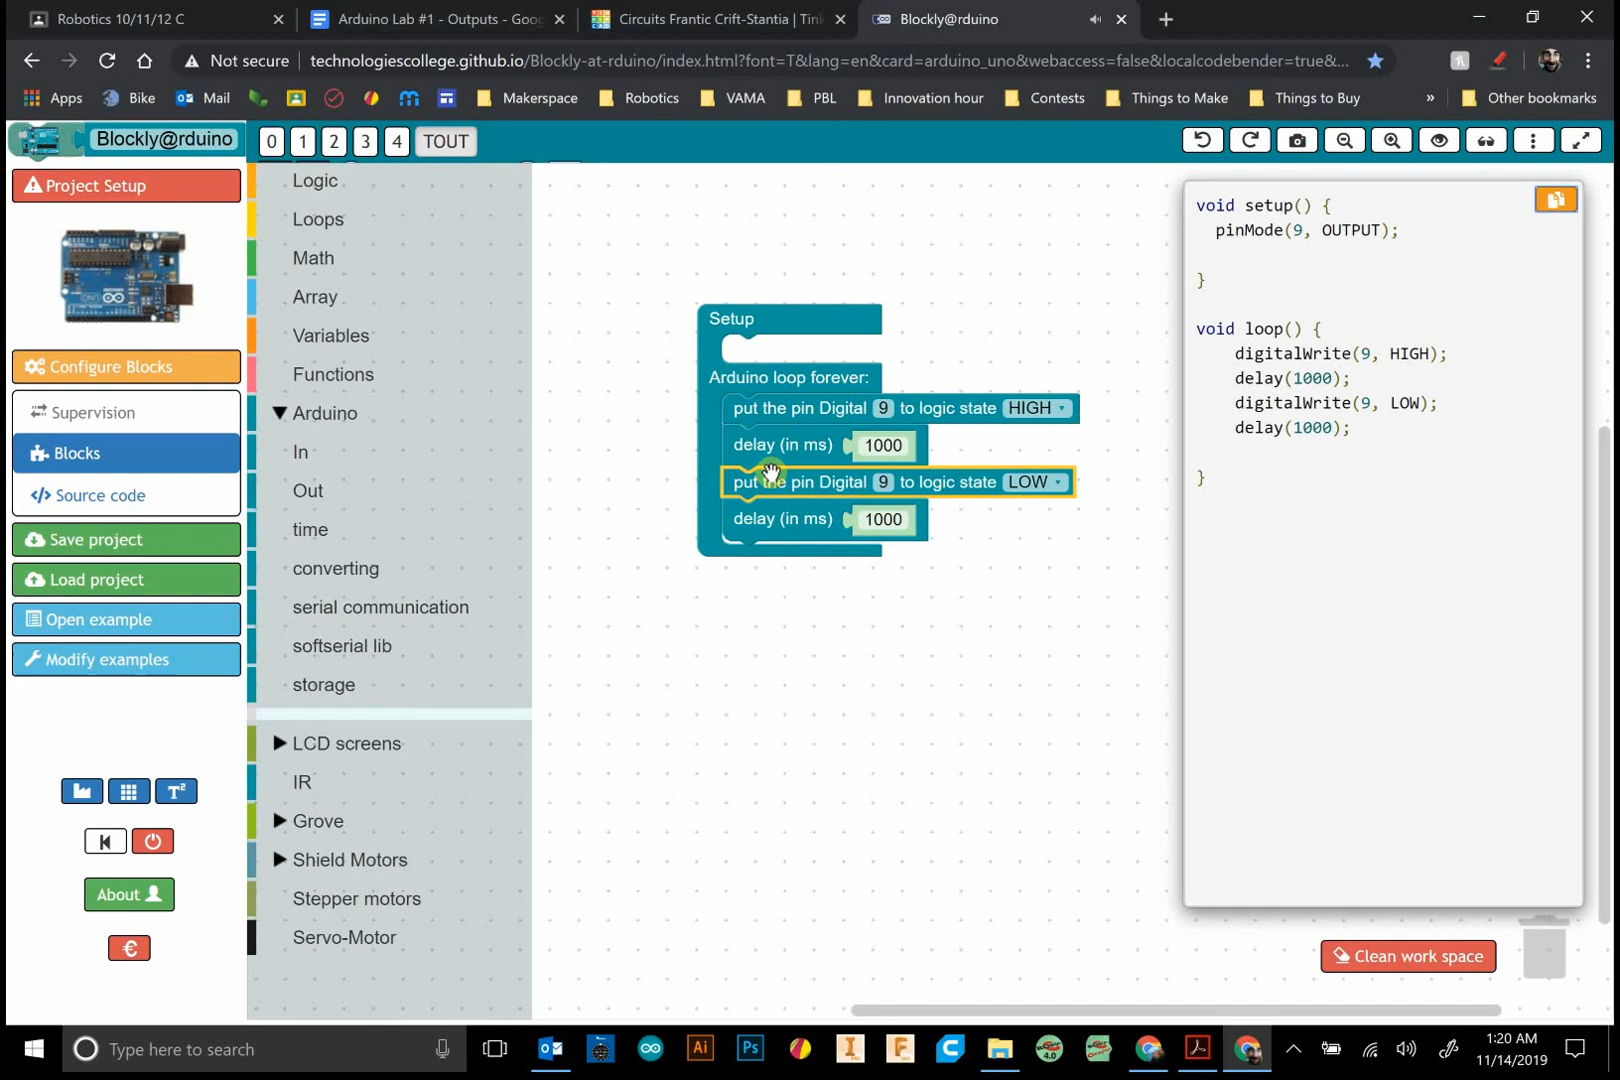 Robotics 10/11/12 C
Arduino Lab #1 - Outputs - Goo
Circuits Frantic Crift-Stantia | Tink
Blockly@rduino
Not secure
technologiescollege.github.io/Blockly-at-rduino/index.html?font=T&lang=en&card=arduino_uno&webaccess=false&localcodebender=true&...
Apps
Bike
Mail
Makerspace
Robotics
VAMA
PBL
Innovation hour
Contests
Things to Make
Things to Buy
»
Other bookmarks
Blockly@rduino
0
1
2
3
4
TOUT
Project Setup
Configure Blocks
Supervision
Blocks
Source code
Save project
Load project
Open example
Modify examples
About
€
Logic
Loops
Math
Array
Variables
Functions
Arduino
In
Out
time
converting
serial communication
softserial lib
storage
LCD screens
IR
Grove
Shield Motors
Stepper motors
Servo-Motor
Setup
Arduino loop forever:
put the pin Digital 9 to logic state HIGH
delay (in ms) 1000
put the pin Digital 9 to logic state LOW
delay (in ms) 1000
void setup() {
pinMode(9, OUTPUT);
}
void loop() {
digitalWrite(9, HIGH);
delay(1000);
digitalWrite(9, LOW);
delay(1000);
}
Clean work space
Type here to search
Ai
Ps
I
F
4.0
1:20 AM
11/14/2019